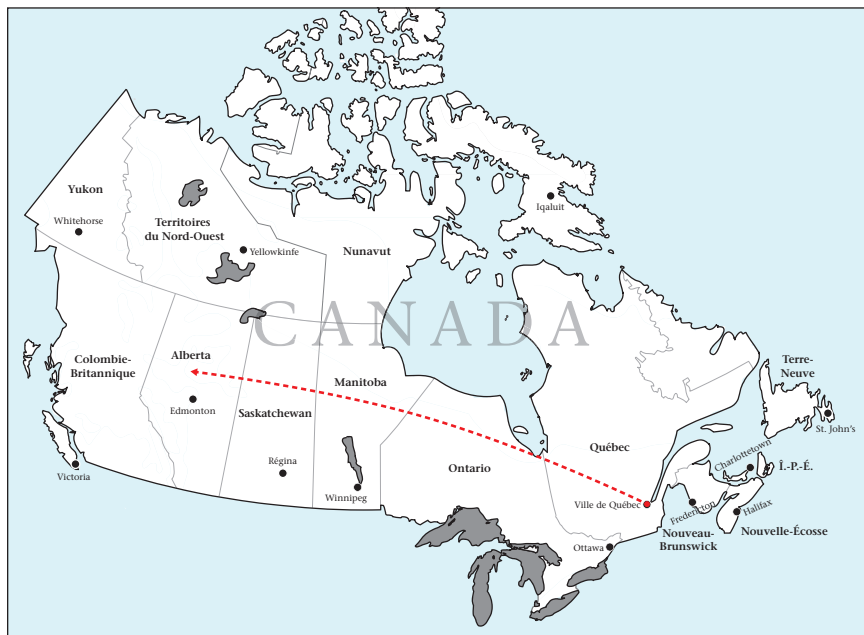 Yukon
Whitehorse
Territoires
du Nord-Ouest
Yellowkinfe
Nunavut
Iqaluit
CANADA
Colombie-
Britannique
Alberta
Edmonton
Saskatchewan
Manitoba
Terre-
Neuve
St. John's
Victoria
Régina
Winnipeg
Ontario
Québec
Charlottetown
Î.-P.-É.
Ville de Québec
Fredericton
Halifax
Nouveau-
Brunswick
Nouvelle-Écosse
Ottawa